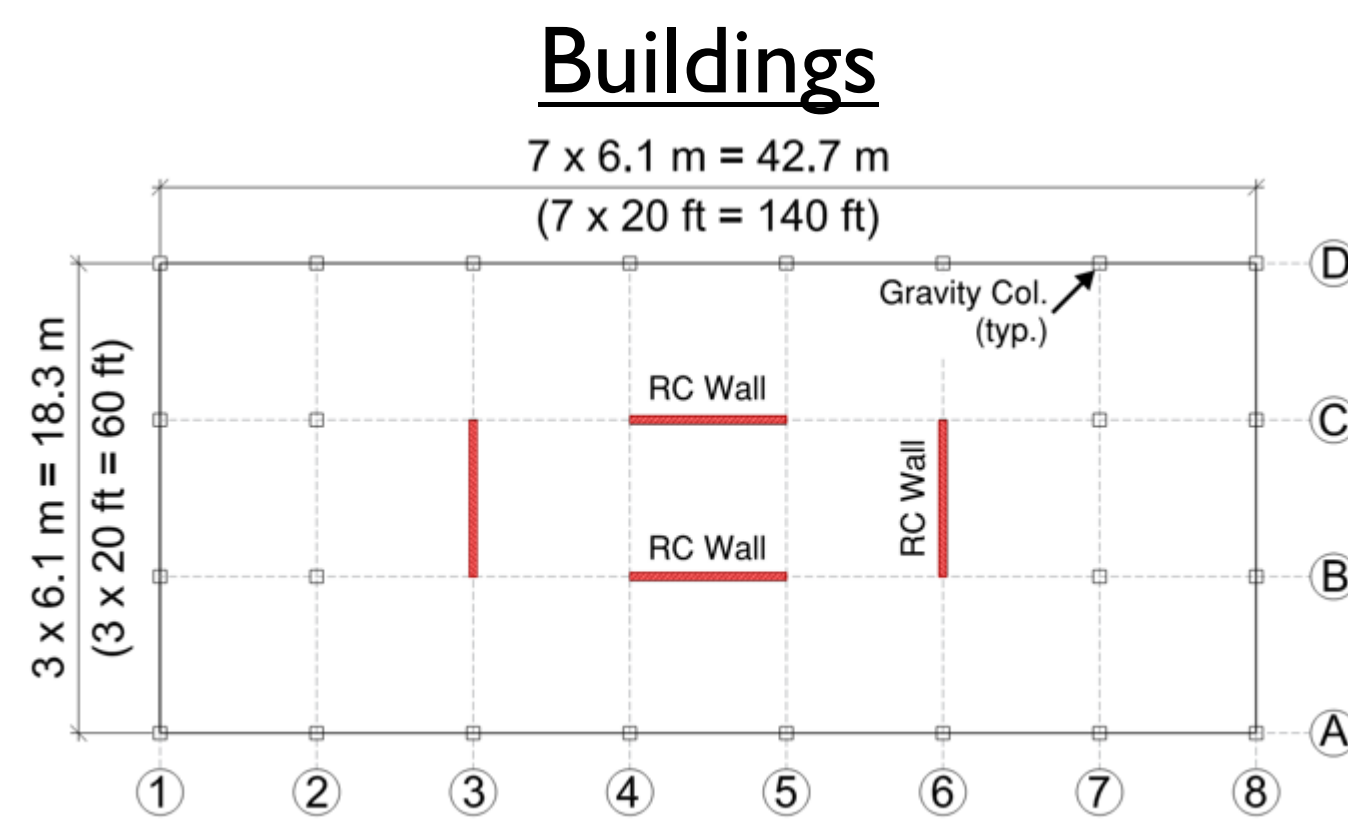 Buildings
7 x 6.1 m = 42.7 m
(7 x 20 ft = 140 ft)
3 x 6.1 m = 18.3 m
(3 x 20 ft = 60 ft)
Gravity Col.
(typ.)
D
RC Wall
C
RC Wall
RC Wall
B
A
1 2 3 4 5 6 7 8